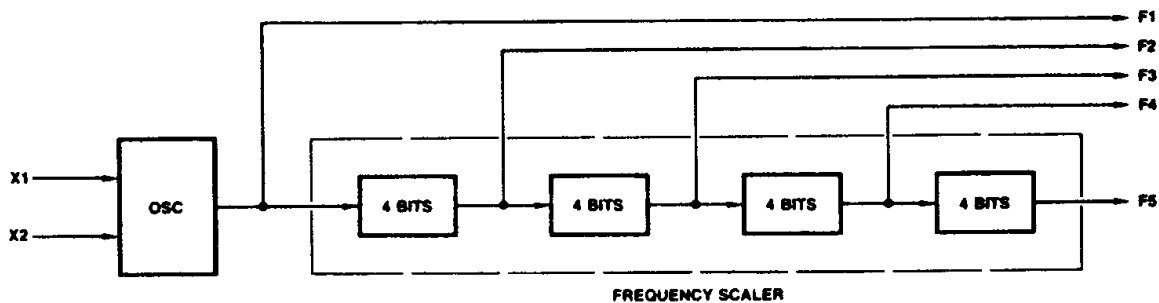 F1
F2
F3
F4
X1
OSC
4 BITS
4 BITS
4 BITS
4 BITS
F5
X2
FREQUENCY SCALER